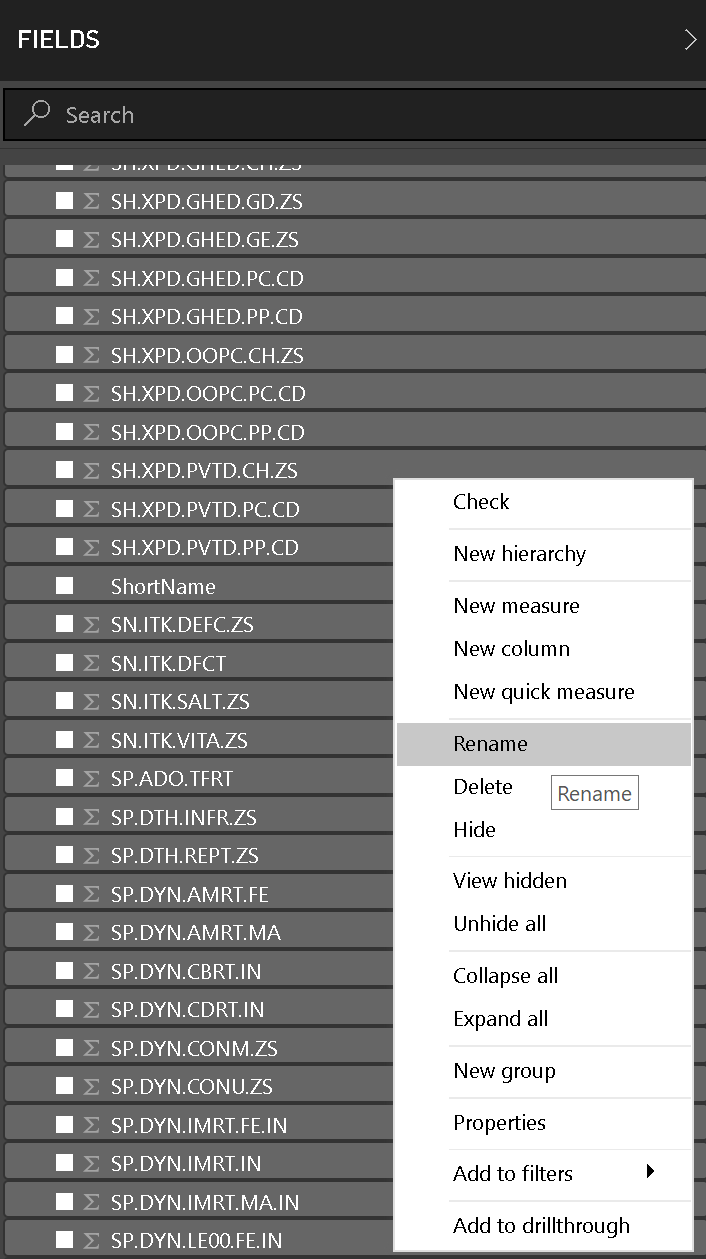 FIELDS
Search
SH.XPD.GHED.CH.ZS
SH.XPD.GHED.GD.ZS
SH.XPD.GHED.GE.ZS
SH.XPD.GHED.PC.CD
SH.XPD.GHED.PP.CD
SH.XPD.OOPC.CH.ZS
SH.XPD.OOPC.PC.CD
SH.XPD.OOPC.PP.CD
SH.XPD.PVTD.CH.ZS
SH.XPD.PVTD.PC.CD
SH.XPD.PVTD.PP.CD
ShortName
SN.ITK.DEFC.ZS
SN.ITK.DFCT
SN.ITK.SALT.ZS
SN.ITK.VITA.ZS
SP.ADO.TFRT
SP.DTH.INFR.ZS
SP.DTH.REPT.ZS
SP.DYN.AMRT.FE
SP.DYN.AMRT.MA
SP.DYN.CBRT.IN
SP.DYN.CDRT.IN
SP.DYN.CONM.ZS
SP.DYN.CONU.ZS
SP.DYN.IMRT.FE.IN
SP.DYN.IMRT.IN
SP.DYN.IMRT.MA.IN
SP.DYN.LE00.FE.IN
Check
New hierarchy
New measure
New column
New quick measure
Rename
Delete
Rename
Hide
View hidden
Unhide all
Collapse all
Expand all
New group
Properties
Add to filters
Add to drillthrough